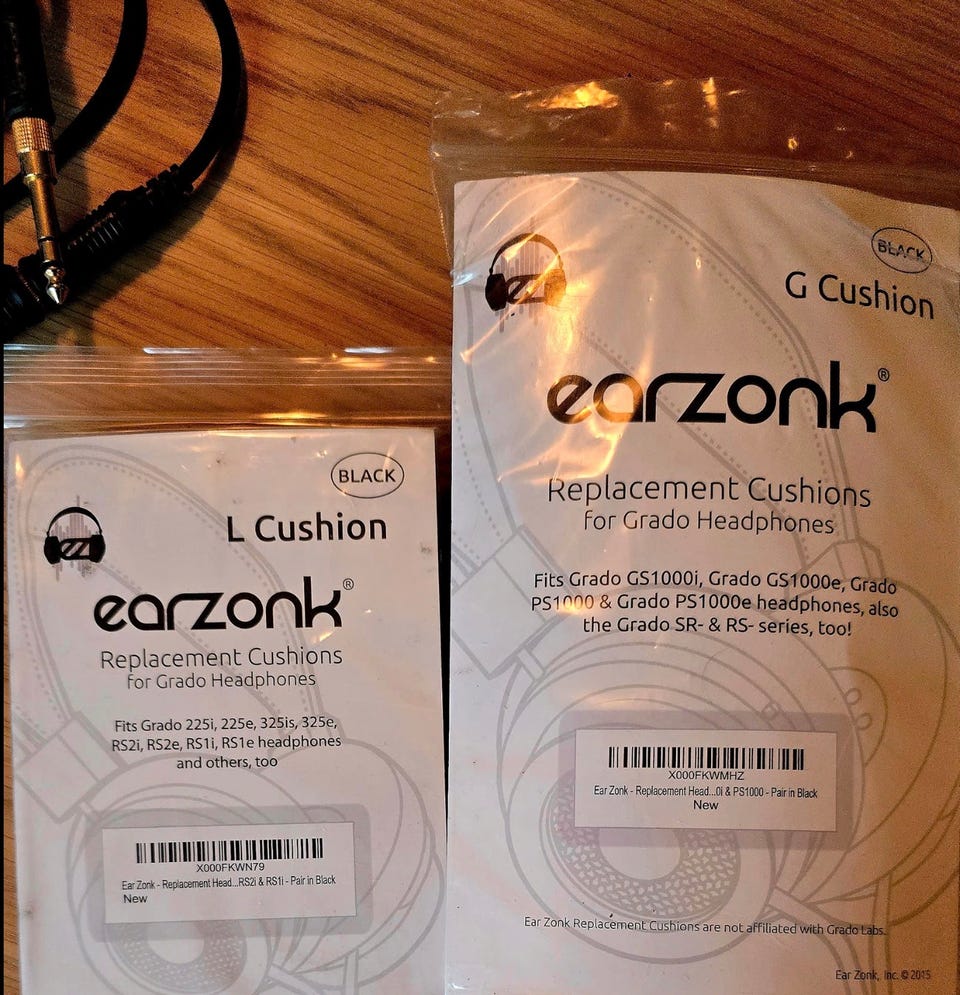 BLACK
L Cushion
ez
earzonk®
Replacement Cushions
for Grado Headphones
Fits Grado 225i, 225e, 325is, 325e,
RS2i, RS2e, RS1i, RS1e headphones
and others, too
X000FKWN79
Ear Zonk - Replacement Head...RS2i & RS1i - Pair in Black
New
BLACK
G Cushion
ez
earzonk®
Replacement Cushions
for Grado Headphones
Fits Grado GS1000i, Grado GS1000e, Grado
PS1000 & Grado PS1000e headphones, also
the Grado SR- & RS- series, too!
X000FKWMHZ
Ear Zonk - Replacement Head...0i & PS1000 - Pair in Black
New
Ear Zonk Replacement Cushions are not affiliated with Grado Labs.
Ear Zonk, Inc. © 2015